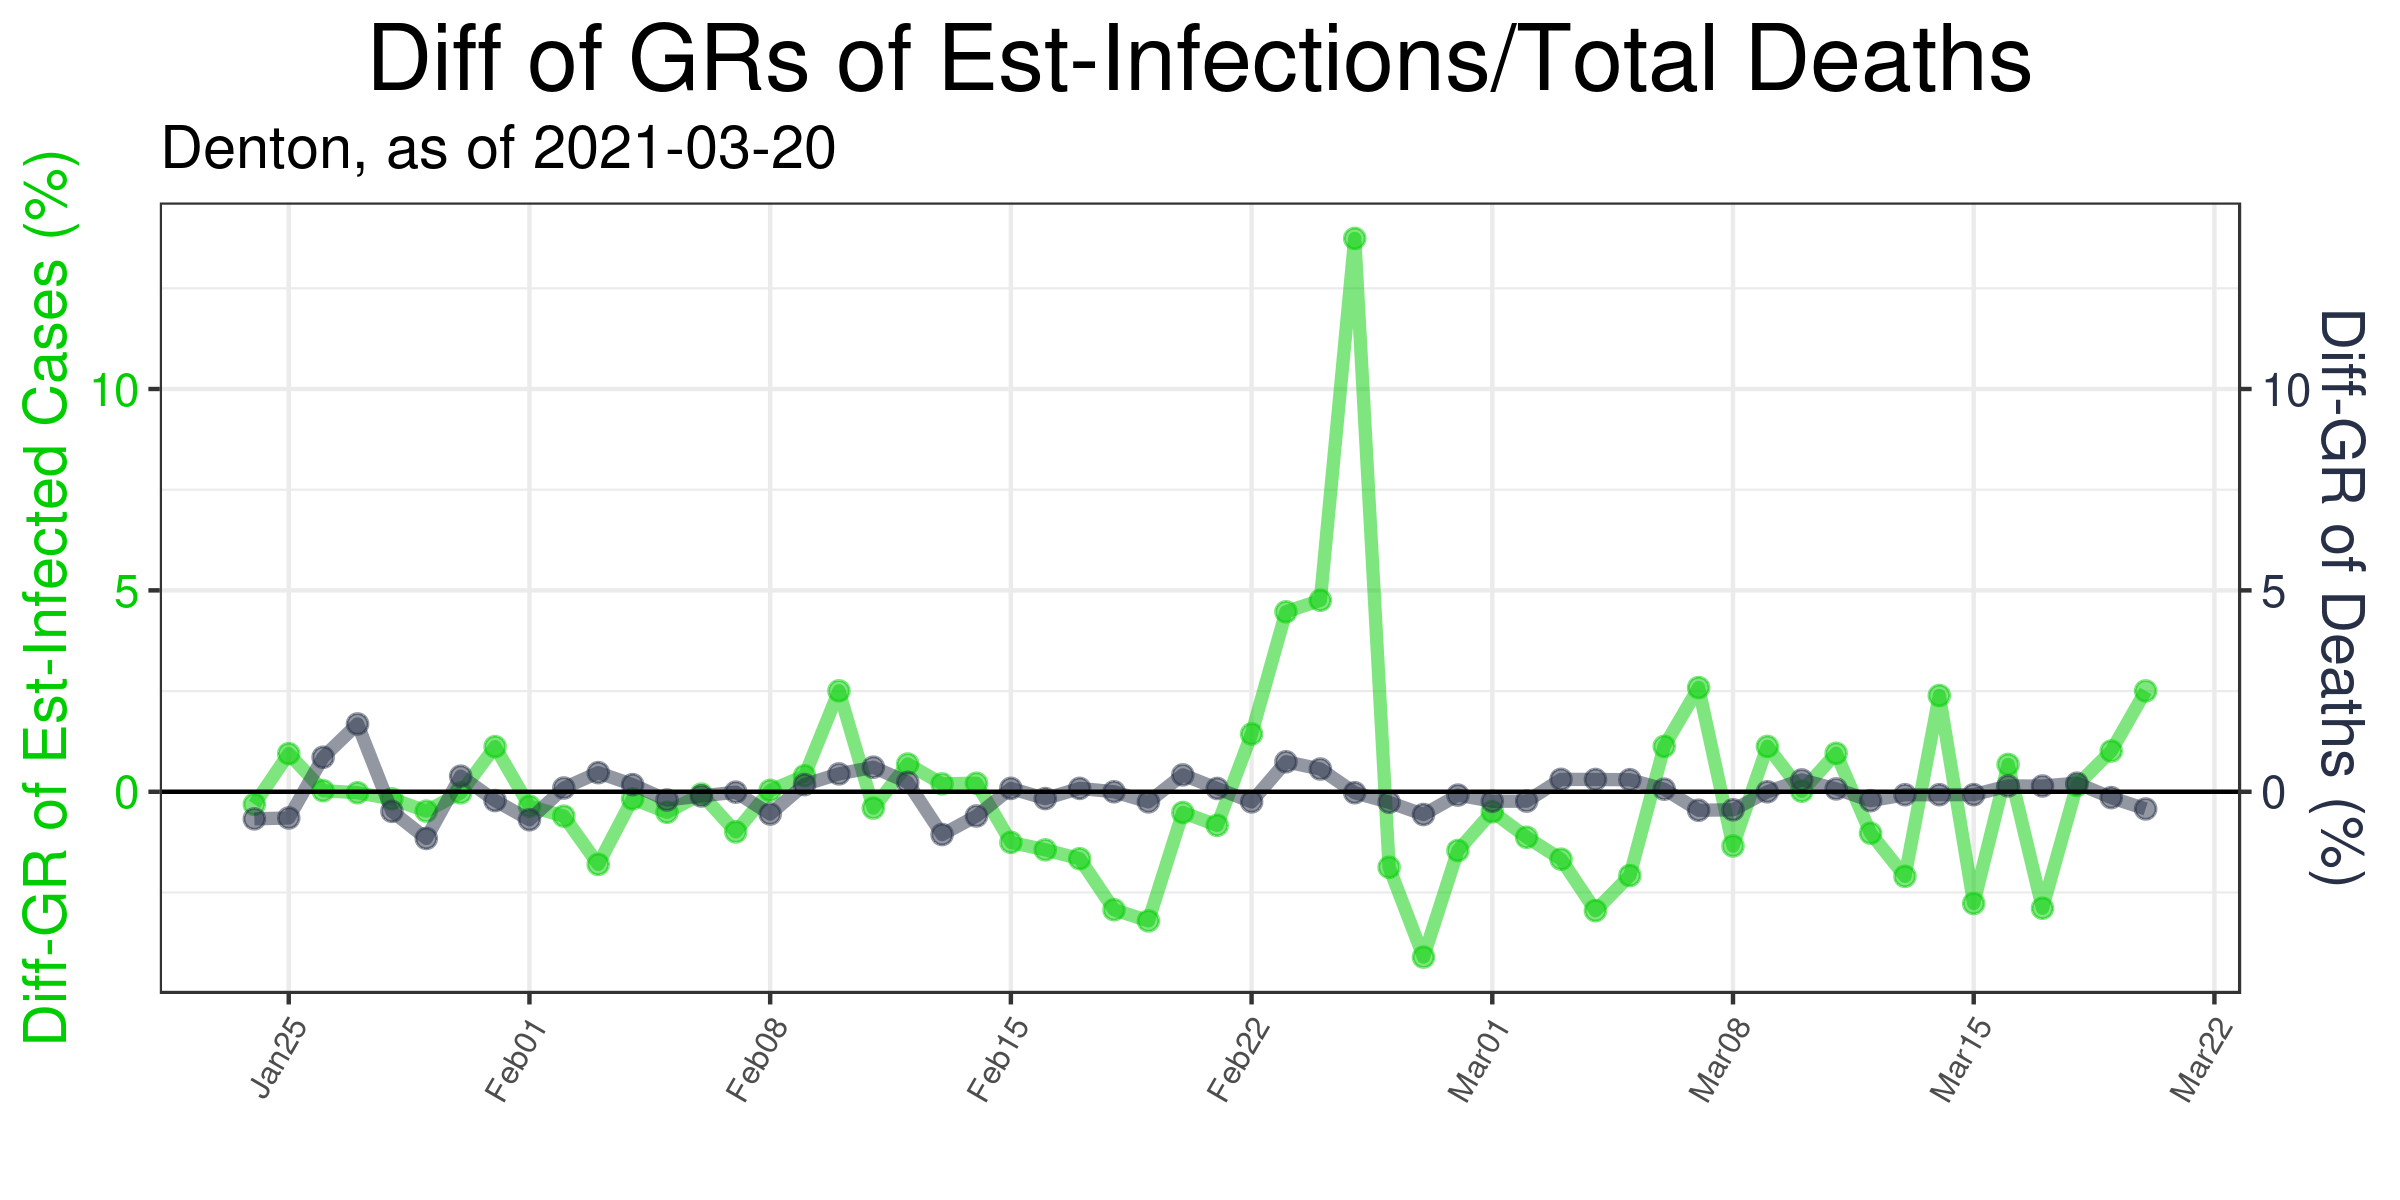 Diff of GRs of Est-Infections/Total Deaths
Denton, as of 2021-03-20
Diff-GR of Est-Infected Cases (%)
10
5
0
10
5
0
Diff-GR of Deaths (%)
Jan25
Feb01
Feb08
Feb15
Feb22
Mar01
Mar08
Mar15
Mar22